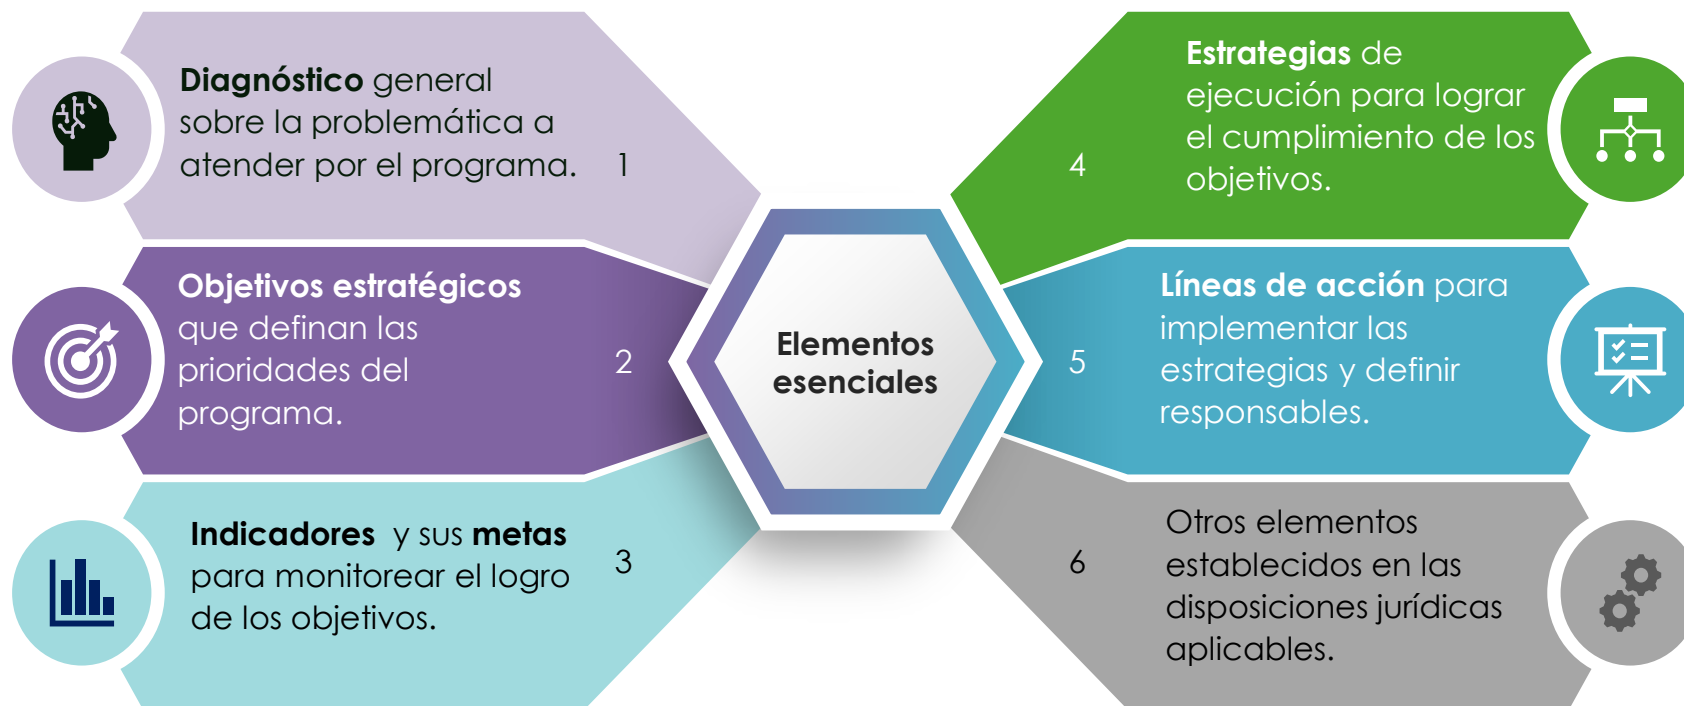 Diagnóstico general
sobre la problemática a
atender por el programa.
1
Objetivos estratégicos
que definan las
prioridades del
programa.
2
Indicadores y sus metas
para monitorear el logro
de los objetivos.
3
Elementos
esenciales
Estrategias de
ejecución para lograr
el cumplimiento de los
objetivos.
4
Líneas de acción para
implementar las
estrategias y definir
responsables.
5
Otros elementos
establecidos en las
disposiciones jurídicas
aplicables.
6